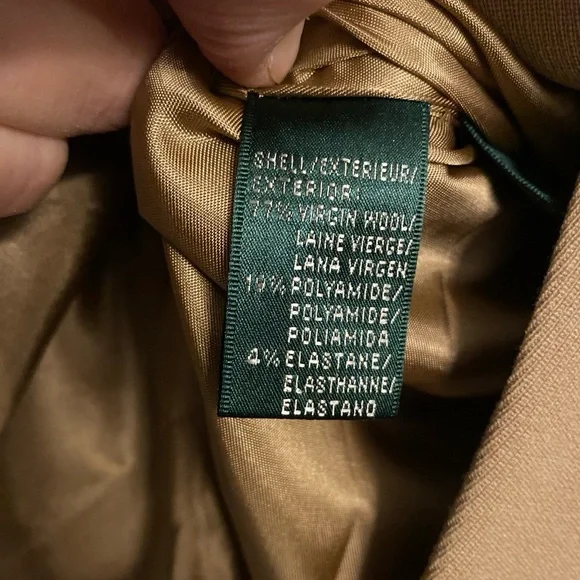 SHELL/EXTERIEUR/
EXTERIOR:
77% VIRGIN WOOL/
LAINE VIERGE/
LANA VIRGEN
19% POLYAMIDE/
POLYAMIDE/
POLIAMIDA
4% ELASTANE/
ELASTHANNE/
ELASTANO